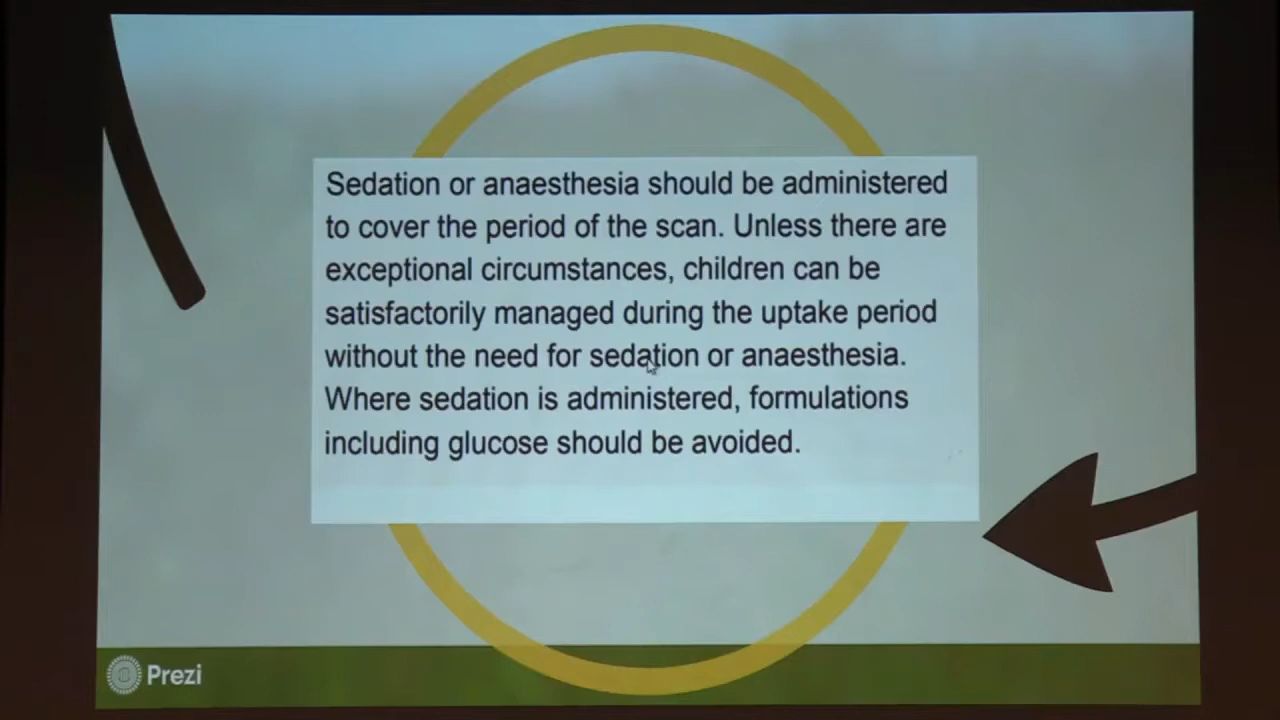 Sedation or anaesthesia should be administered
to cover the period of the scan. Unless there are
exceptional circumstances, children can be
satisfactorily managed during the uptake period
without the need for sedation or anaesthesia.
Where sedation is administered, formulations
including glucose should be avoided.
Prezi